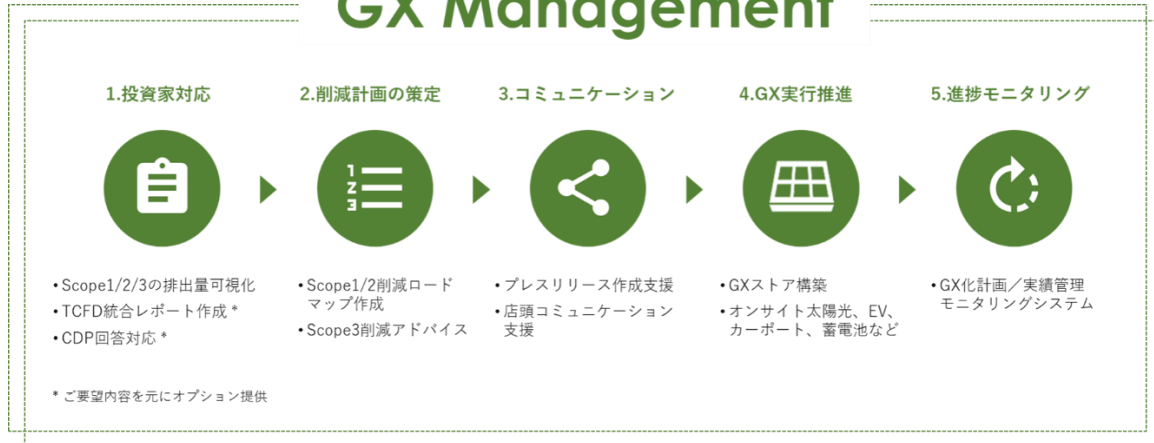 GX Management
1.投資家対応
2.削減計画の策定
3.コミュニケーション
4.GX実行推進
5.進捗モニタリング
1
2
3
• Scope1/2/3の排出量可視化
• TCFD統合レポート作成 *
• CDP回答対応 *
• Scope1/2削減ロード
マップ作成
• Scope3削減アドバイス
• プレスリリース作成支援
• 店頭コミュニケーション
支援
• GXストア構築
• オンサイト太陽光、EV、
カーポート、蓄電池など
• GX化計画／実績管理
モニタリングシステム
* ご要望内容を元にオプション提供